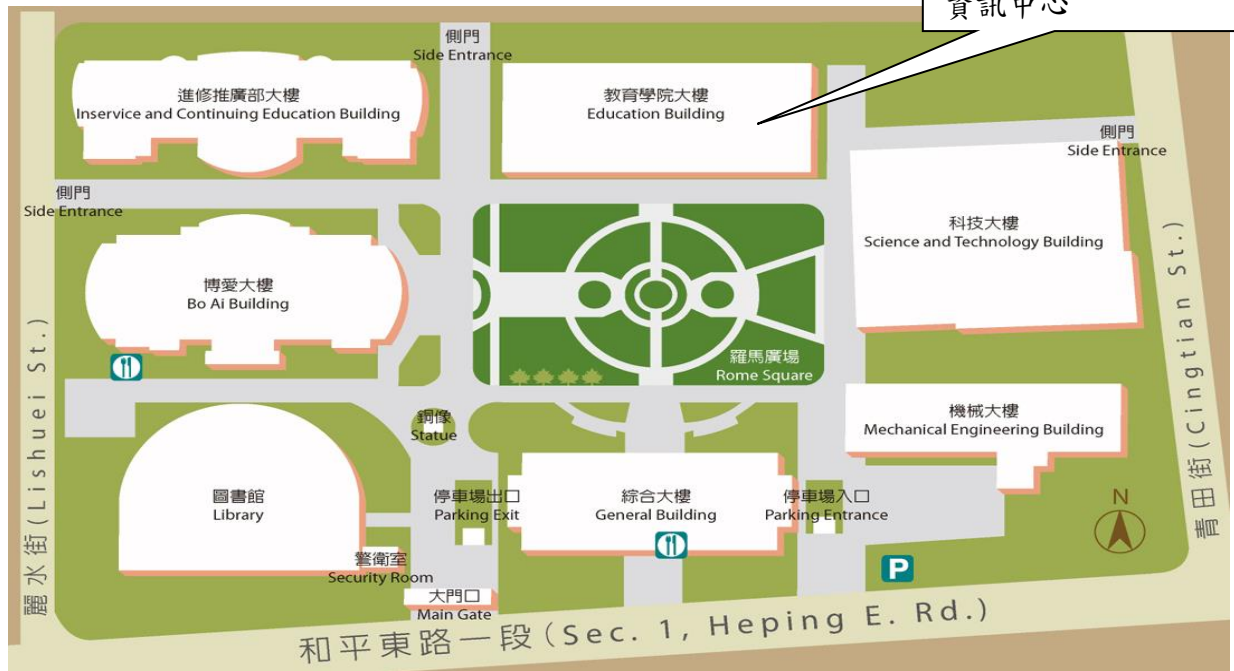 資訊中心
側門
Side Entrance
進修推廣部大樓
Inservice and Continuing Education Building
教育學院大樓
Education Building
側門
Side Entrance
側門
Side Entrance
科技大樓
Science and Technology Building
博愛大樓
Bo Ai Building
羅馬廣場
Rome Square
銅像
Statue
機械大樓
Mechanical Engineering Building
圖書館
Library
停車場出口
Parking Exit
綜合大樓
General Building
停車場入口
Parking Entrance
N
警衛室
Security Room
P
大門口
Main Gate
麗水街(Lishuei St.)
青田街(Cingtian St.)
和平東路一段(Sec. 1, Heping E. Rd.)